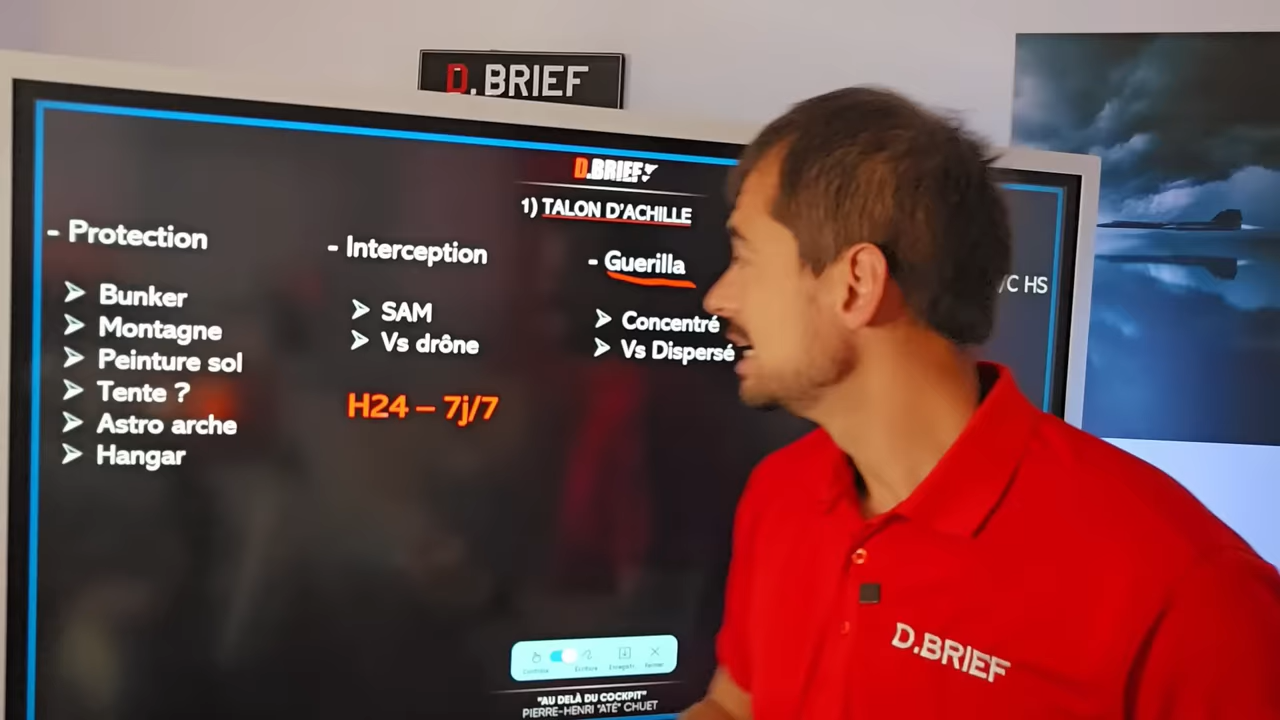 D.BRIEF
D.BRIEF
1) TALON D'ACHILLE
- Protection
➢ Bunker
➢ Montagne
➢ Peinture sol
➢ Tente ?
➢ Astro arche
➢ Hangar
- Interception
➢ SAM
➢ Vs drône
H24 – 7j/7
- Guerilla
➢ Concentré
➢ Vs Dispersé
/C HS
Écriture
"AU DELÀ DU COCKPIT"
PIERRE-HENRI "ATÉ" CHUET
D.BRIEF